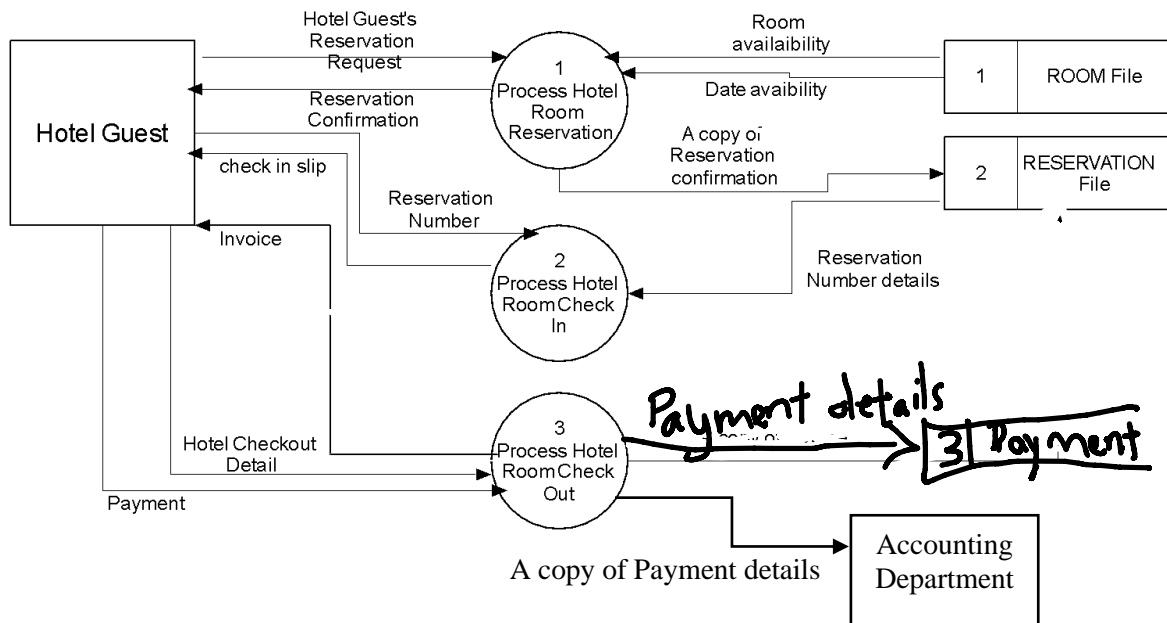 Hotel Guest
Hotel Guest's
Reservation
Request
Reservation
Confirmation
check in slip
Reservation
Number
Invoice
Hotel Checkout
Detail
Payment
1
Process Hotel
Room
Reservation
2
Process Hotel
Room Check
In
3
Process Hotel
Room Check
Out
Room
availaibility
Date avaibility
A copy of
Reservation
confirmation
Reservation
Number details
1
ROOM File
2
RESERVATION
File
Payment details
3
Payment
A copy of Payment details
Accounting
Department